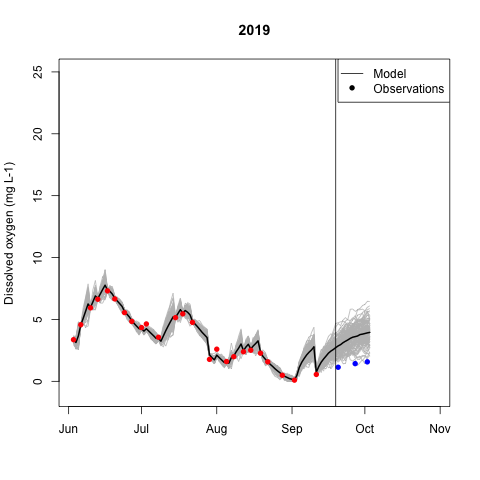 2019
Model
Observations
Dissolved oxygen (mg L-1)
25
20
15
10
5
0
Jun Jul Aug Sep Oct Nov